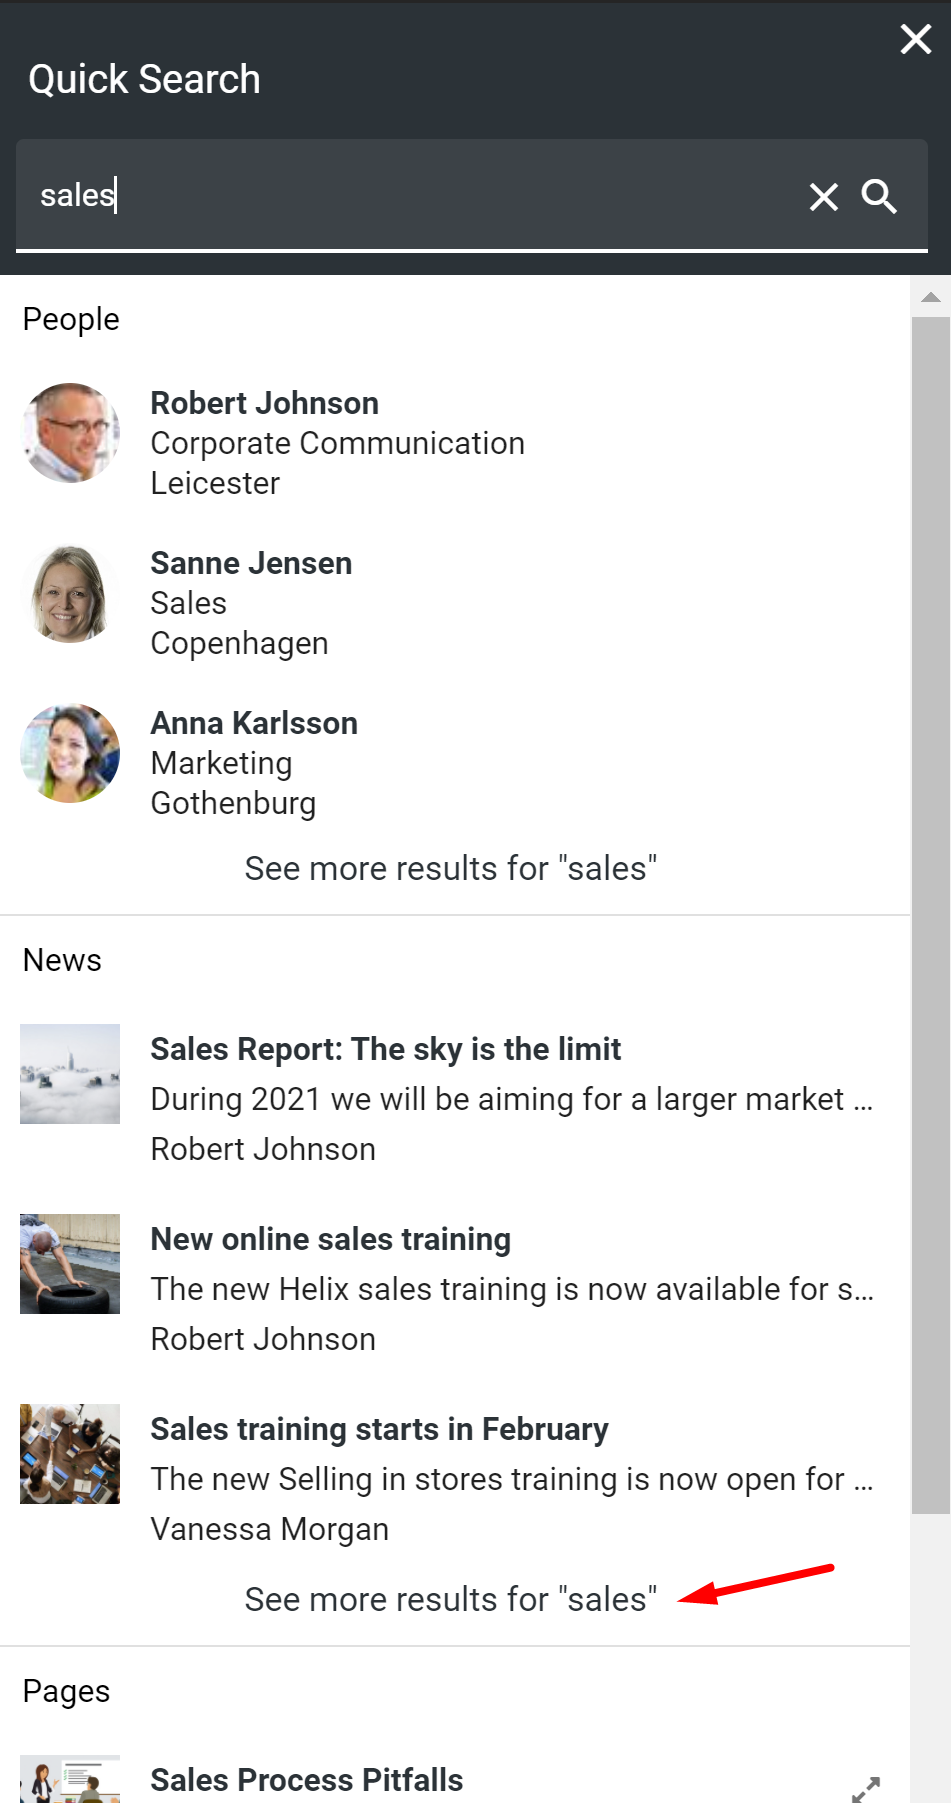 Quick Search
sales
People
Robert Johnson
Corporate Communication
Leicester
Sanne Jensen
Sales
Copenhagen
Anna Karlsson
Marketing
Gothenburg
See more results for "sales"
News
Sales Report: The sky is the limit
During 2021 we will be aiming for a larger market ...
Robert Johnson
New online sales training
The new Helix sales training is now available for s...
Robert Johnson
Sales training starts in February
The new Selling in stores training is now open for ...
Vanessa Morgan
See more results for "sales"
Pages
Sales Process Pitfalls